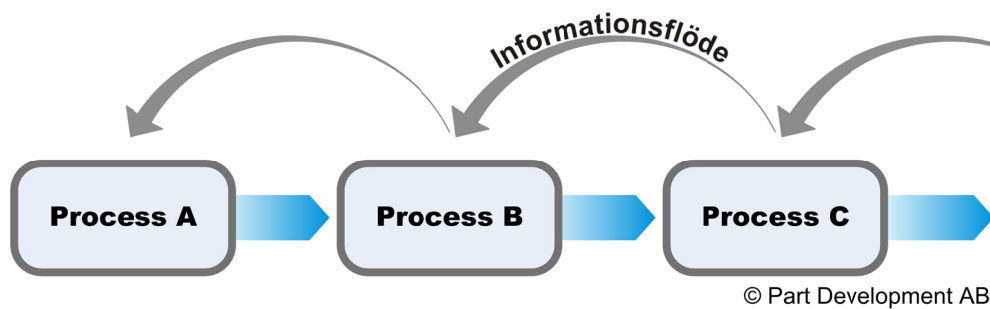 Informationsflöde
Process A
Process B
Process C
© Part Development AB